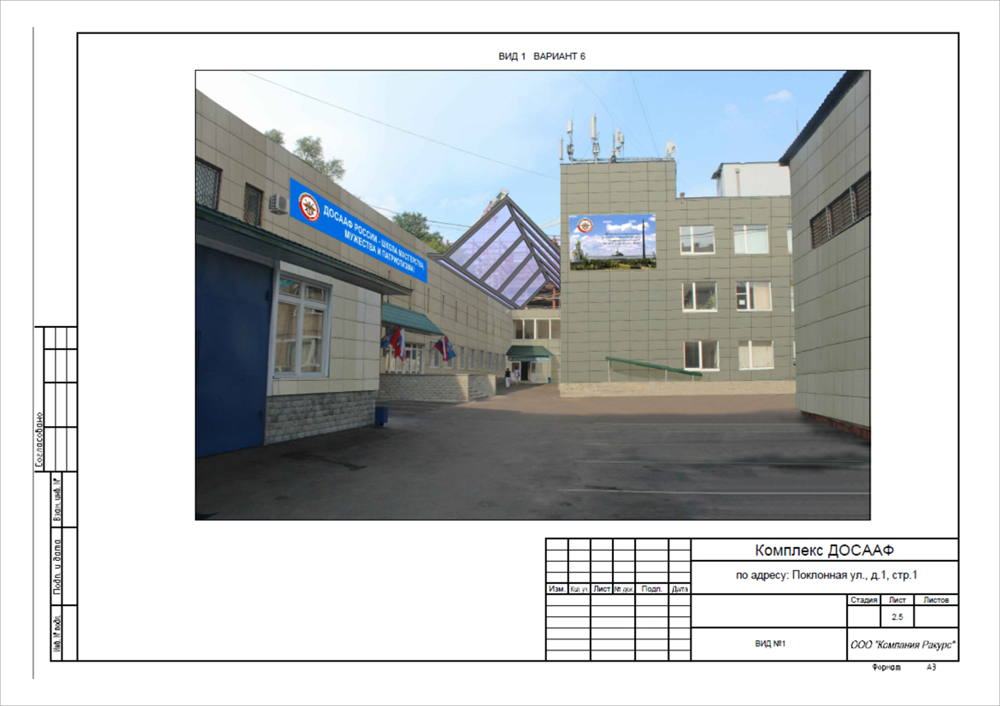 ВИД 1 ВАРИАНТ 6
ДОСААФ РОССИИ - ШКОЛА МАСТЕРСТВА,
МУЖЕСТВА И ПАТРИОТИЗМА!
Согласовано
Взам. инв. №
Подп. и дата
Инв. № подл.
Комплекс ДОСААФ
по адресу: Поклонная ул., д.1, стр.1
Изм. Кол. уч. Лист № док. Подп. Дата
Стадия Лист Листов
2.5
ВИД №1
ООО "Компания Ракурс"
Формат А3